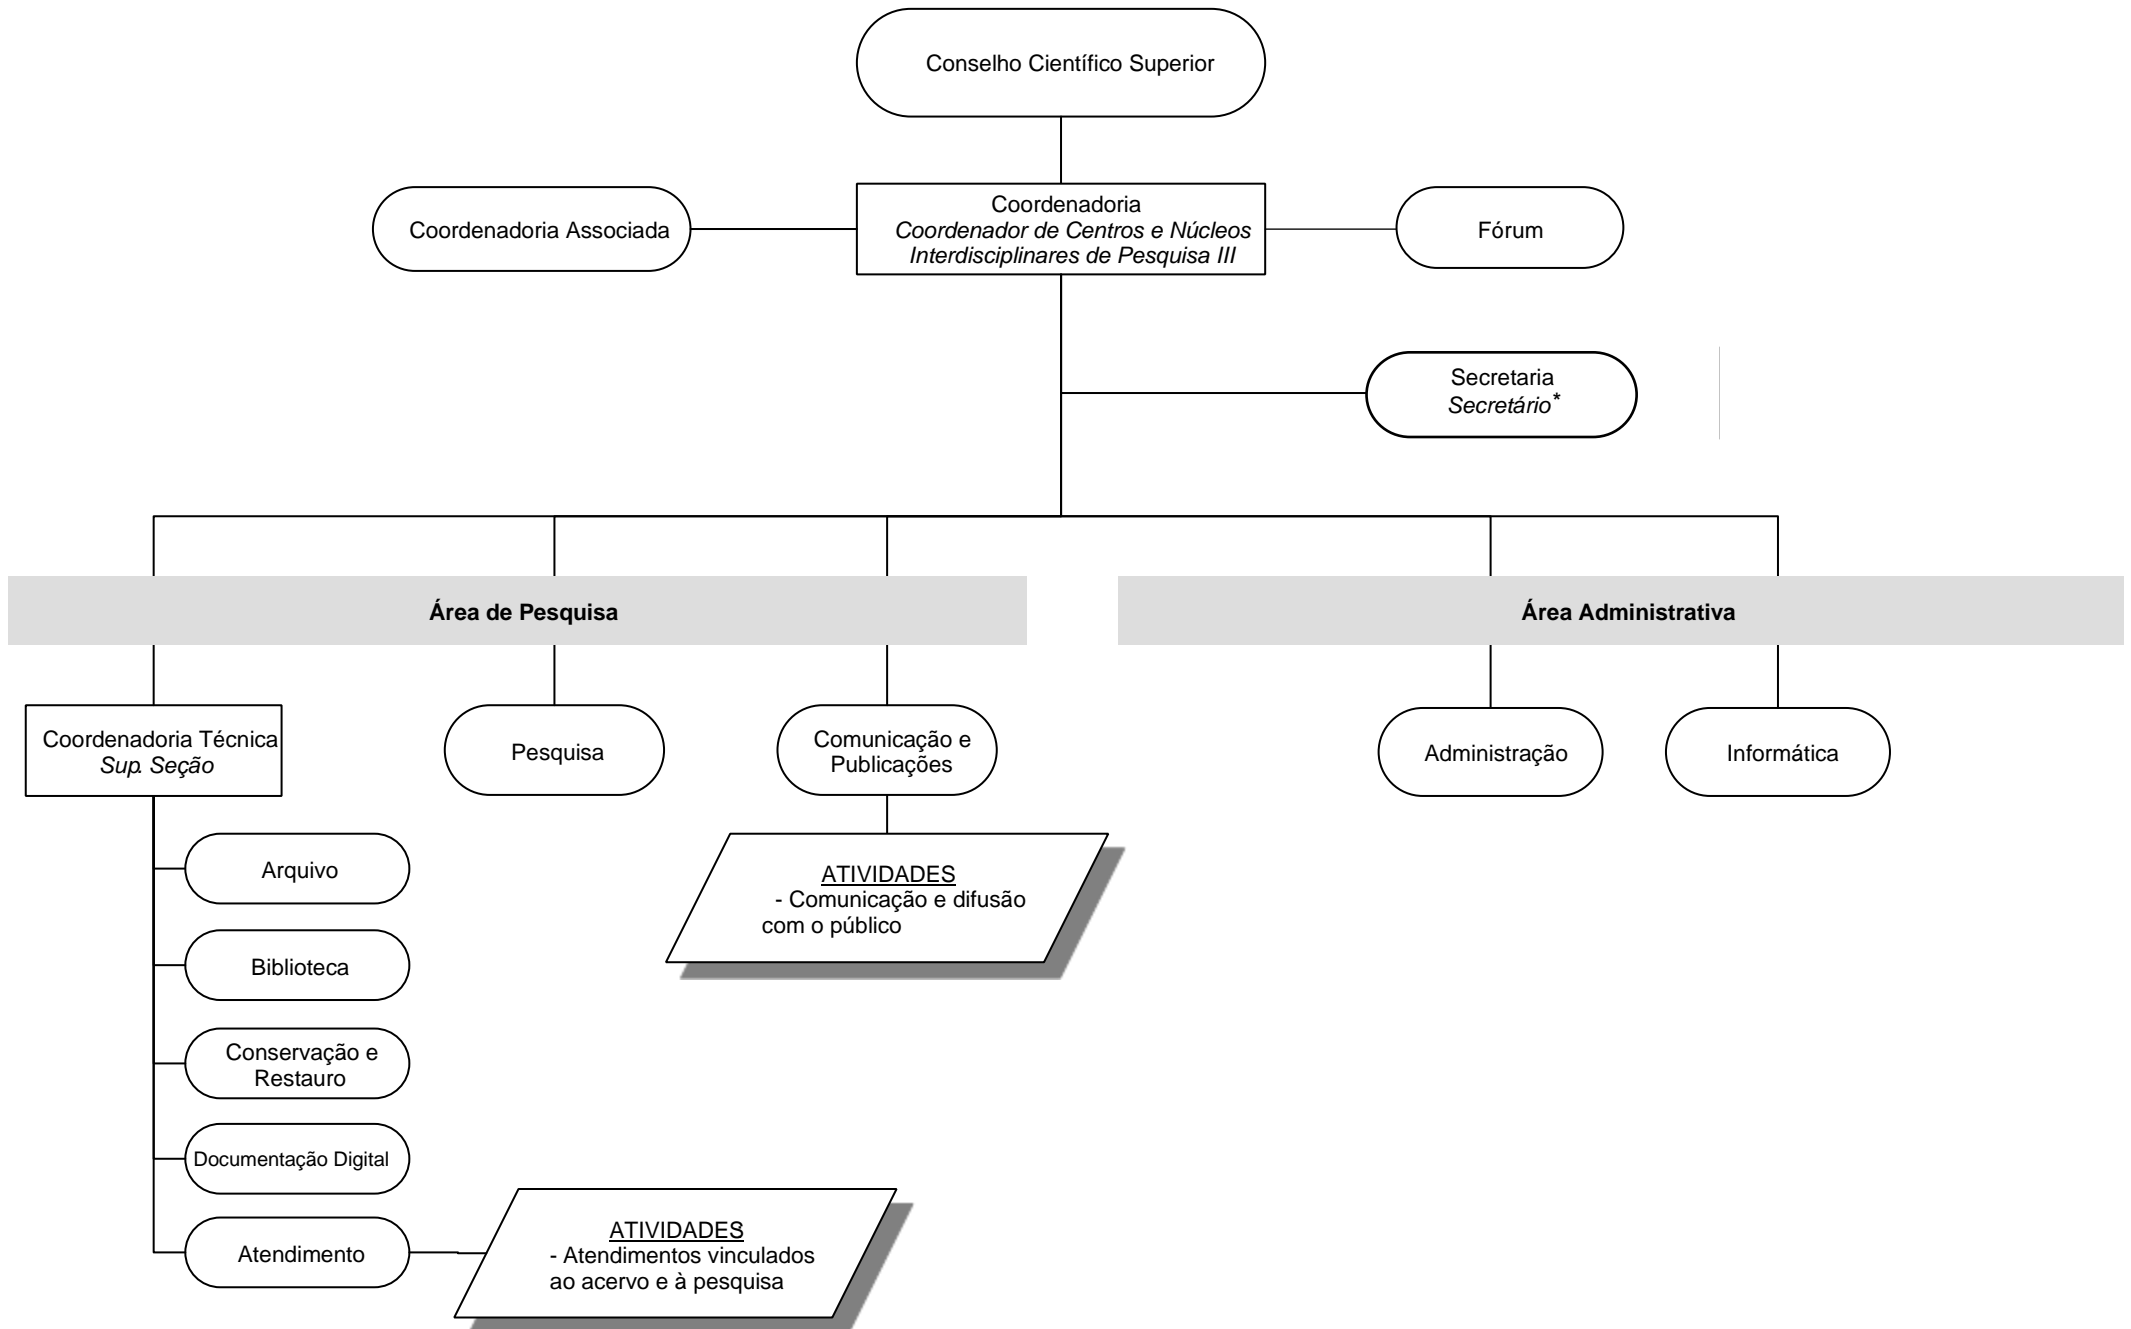 Conselho Científico Superior
Coordenadoria Associada
Coordenadoria
Coordenador de Centros e Núcleos
Interdisciplinares de Pesquisa III
Fórum
Secretaria
Secretário*
Área de Pesquisa
Área Administrativa
Coordenadoria Técnica
Sup. Seção
Pesquisa
Comunicação e
Publicações
Administração
Informática
Arquivo
Biblioteca
Conservação e
Restauro
Documentação Digital
Atendimento
ATIVIDADES
- Comunicação e difusão
com o público
ATIVIDADES
- Atendimentos vinculados
ao acervo e à pesquisa